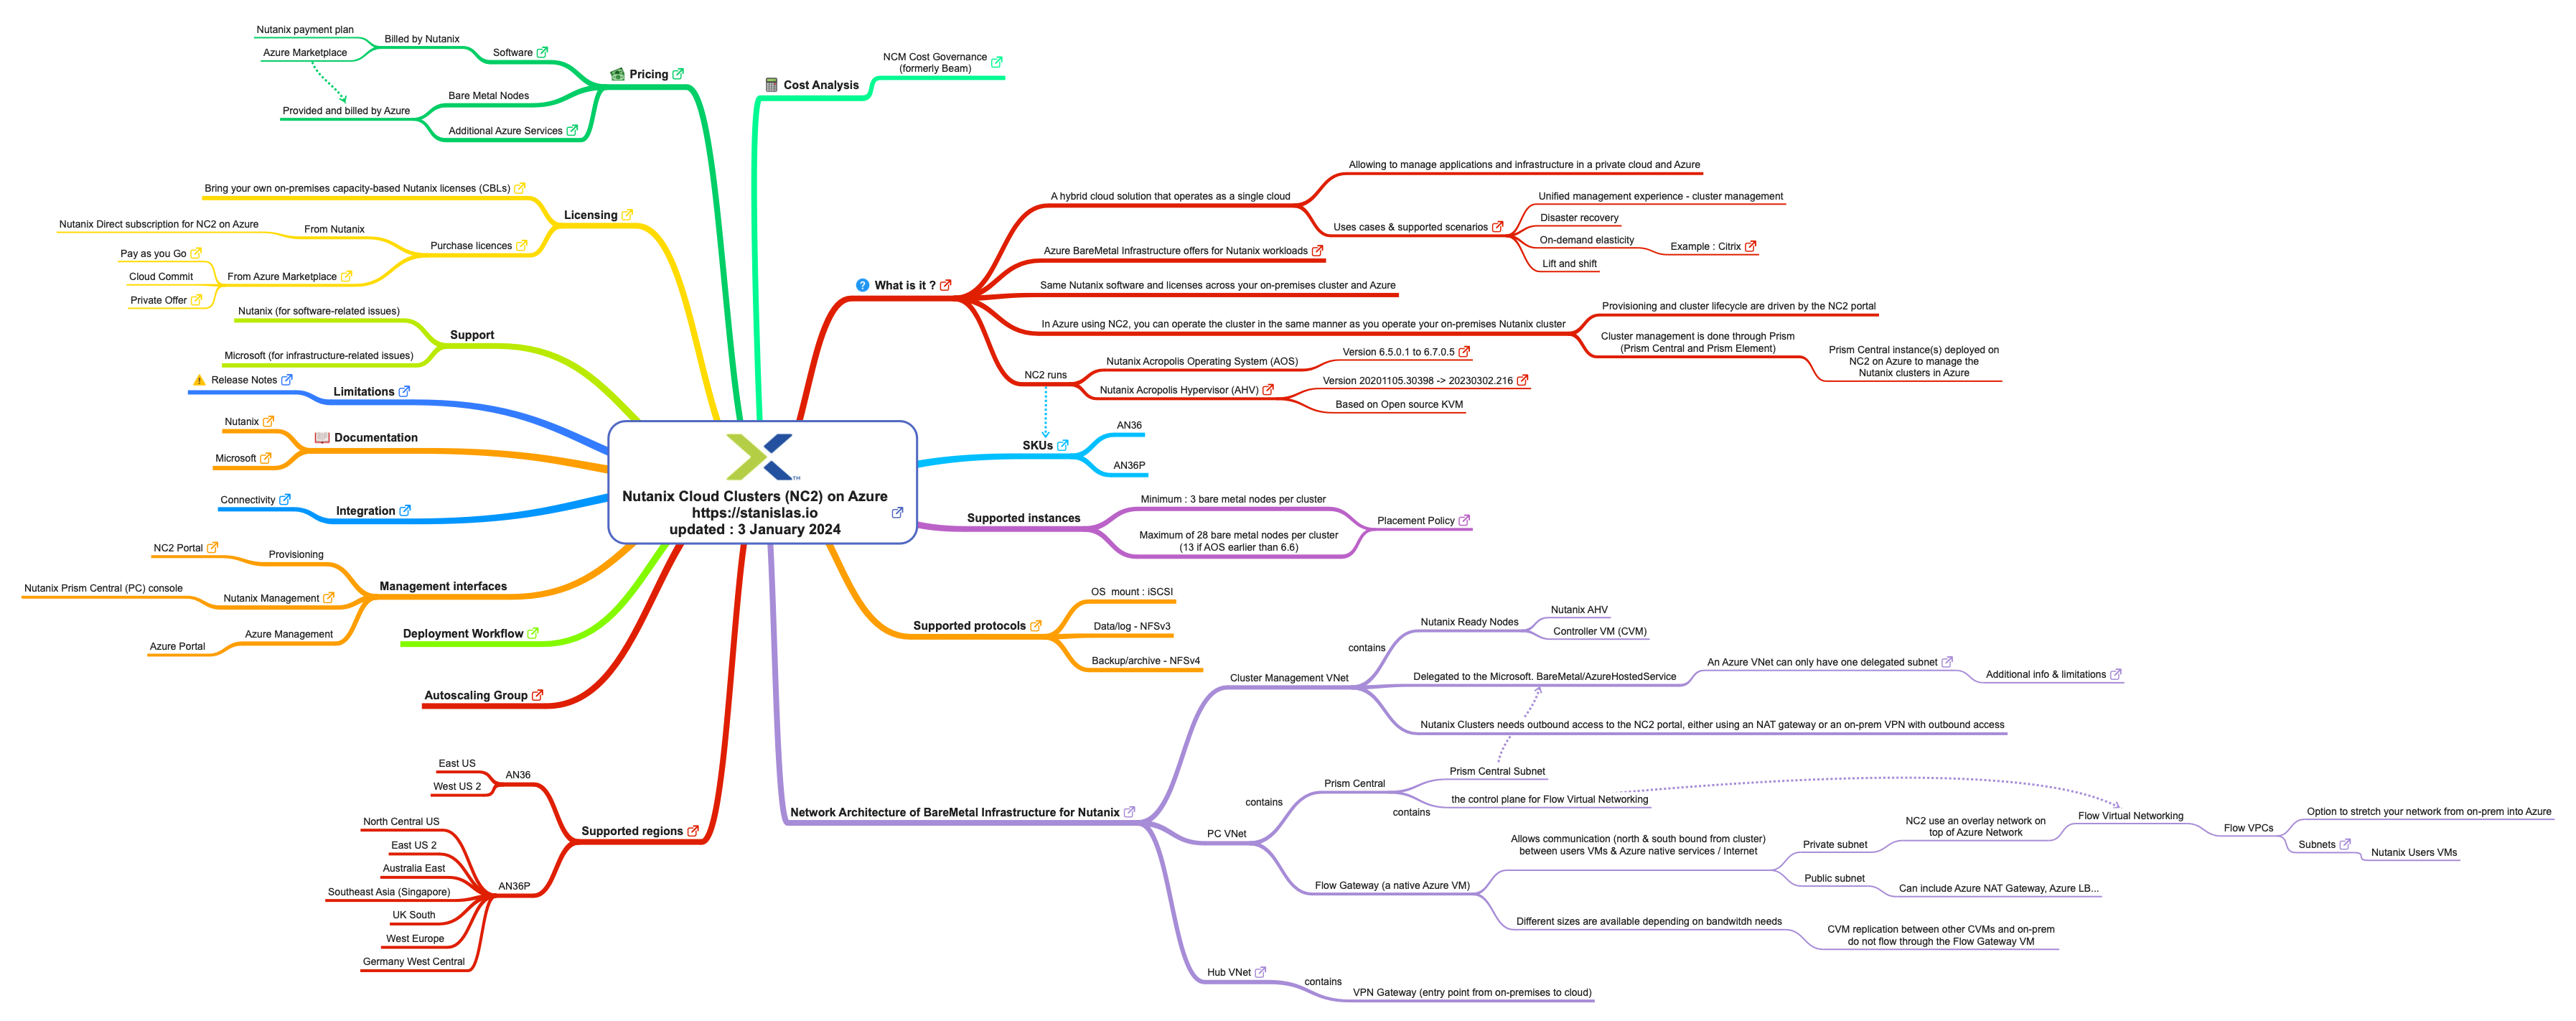 Nutanix Cloud Clusters (NC2) on Azure
https://stanislas.io
updated : 3 January 2024
TM
Cost Analysis
NCM Cost Governance
(formerly Beam)
What is it ?
A hybrid cloud solution that operates as a single cloud
Allowing to manage applications and infrastructure in a private cloud and Azure
Uses cases & supported scenarios
Unified management experience - cluster management
Disaster recovery
On-demand elasticity
Example : Citrix
Lift and shift
Azure BareMetal Infrastructure offers for Nutanix workloads
Same Nutanix software and licenses across your on-premises cluster and Azure
In Azure using NC2, you can operate the cluster in the same manner as you operate your on-premises Nutanix cluster
Provisioning and cluster lifecycle are driven by the NC2 portal
Cluster management is done through Prism
(Prism Central and Prism Element)
Prism Central instance(s) deployed on
NC2 on Azure to manage the
Nutanix clusters in Azure
NC2 runs
Nutanix Acropolis Operating System (AOS)
Version 6.5.0.1 to 6.7.0.5
Nutanix Acropolis Hypervisor (AHV)
Version 20201105.30398 -> 20230302.216
Based on Open source KVM
SKUs
AN36
AN36P
Supported instances
Minimum : 3 bare metal nodes per cluster
Maximum of 28 bare metal nodes per cluster
(13 if AOS earlier than 6.6)
Placement Policy
Supported protocols
OS  mount : iSCSI
Data/log - NFSv3
Backup/archive - NFSv4
Network Architecture of BareMetal Infrastructure for Nutanix
Cluster Management VNet
contains
Nutanix Ready Nodes
Nutanix AHV
Controller VM (CVM)
Delegated to the Microsoft. BareMetal/AzureHostedService
An Azure VNet can only have one delegated subnet
Additional info & limitations
Nutanix Clusters needs outbound access to the NC2 portal, either using an NAT gateway or an on-prem VPN with outbound access
PC VNet
contains
Prism Central
contains
Prism Central Subnet
the control plane for Flow Virtual Networking
Flow Gateway (a native Azure VM)
Allows communication (north & south bound from cluster)
between users VMs & Azure native services / Internet
Private subnet
NC2 use an overlay network on
top of Azure Network
Flow Virtual Networking
Flow VPCs
Option to stretch your network from on-prem into Azure
Subnets
Nutanix Users VMs
Public subnet
Can include Azure NAT Gateway, Azure LB...
Different sizes are available depending on bandwitdh needs
CVM replication between other CVMs and on-prem
do not flow through the Flow Gateway VM
Hub VNet
contains
VPN Gateway (entry point from on-premises to cloud)
Pricing
Software
Billed by Nutanix
Nutanix payment plan
Azure Marketplace
Bare Metal Nodes
Additional Azure Services
Provided and billed by Azure
Licensing
Bring your own on-premises capacity-based Nutanix licenses (CBLs)
Purchase licences
From Nutanix
Nutanix Direct subscription for NC2 on Azure
From Azure Marketplace
Pay as you Go
Cloud Commit
Private Offer
Support
Nutanix (for software-related issues)
Microsoft (for infrastructure-related issues)
Limitations
Release Notes
Documentation
Nutanix
Microsoft
Integration
Connectivity
Management interfaces
Provisioning
NC2 Portal
Nutanix Management
Nutanix Prism Central (PC) console
Azure Management
Azure Portal
Deployment Workflow
Autoscaling Group
Supported regions
AN36
East US
West US 2
AN36P
North Central US
East US 2
Australia East
Southeast Asia (Singapore)
UK South
West Europe
Germany West Central